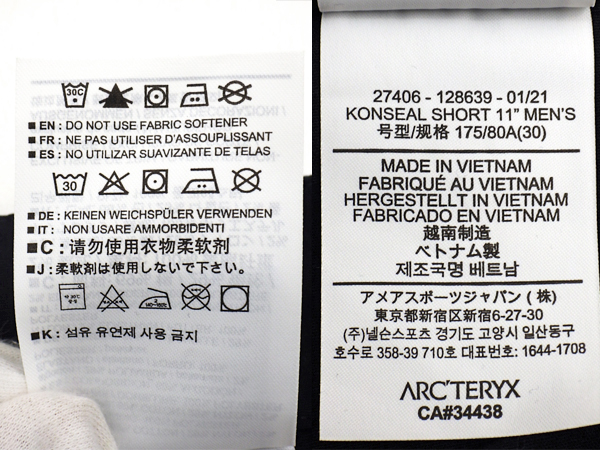 30C
EN : DO NOT USE FABRIC SOFTENER
FR : NE PAS UTILISER D'ASSOUPLISSANT
ES : NO UTILIZAR SUAVIZANTE DE TELAS
30
DE : KEINEN WEICHSPÜLER VERWENDEN
IT : NON USARE AMMORBIDENTI
C : 请勿使用衣物柔软剂
J : 柔軟剤は使用しないで下さい。
K : 섬유 유연제 사용 금지
27406 - 128639 - 01/21
KONSEAL SHORT 11" MEN'S
号型/规格 175/80A(30)
MADE IN VIETNAM
FABRIQUÉ AU VIETNAM
HERGESTELLT IN VIETNAM
FABRICADO EN VIETNAM
越南制造
ベトナム製
제조국명 베트남
アメアスポーツジャパン (株)
東京都新宿区新宿6-27-30
(주)넬슨스포츠 경기도 고양시 일산동구
호수로 358-39 710호 대표번호: 1644-1708
ARC'TERYX
CA#34438